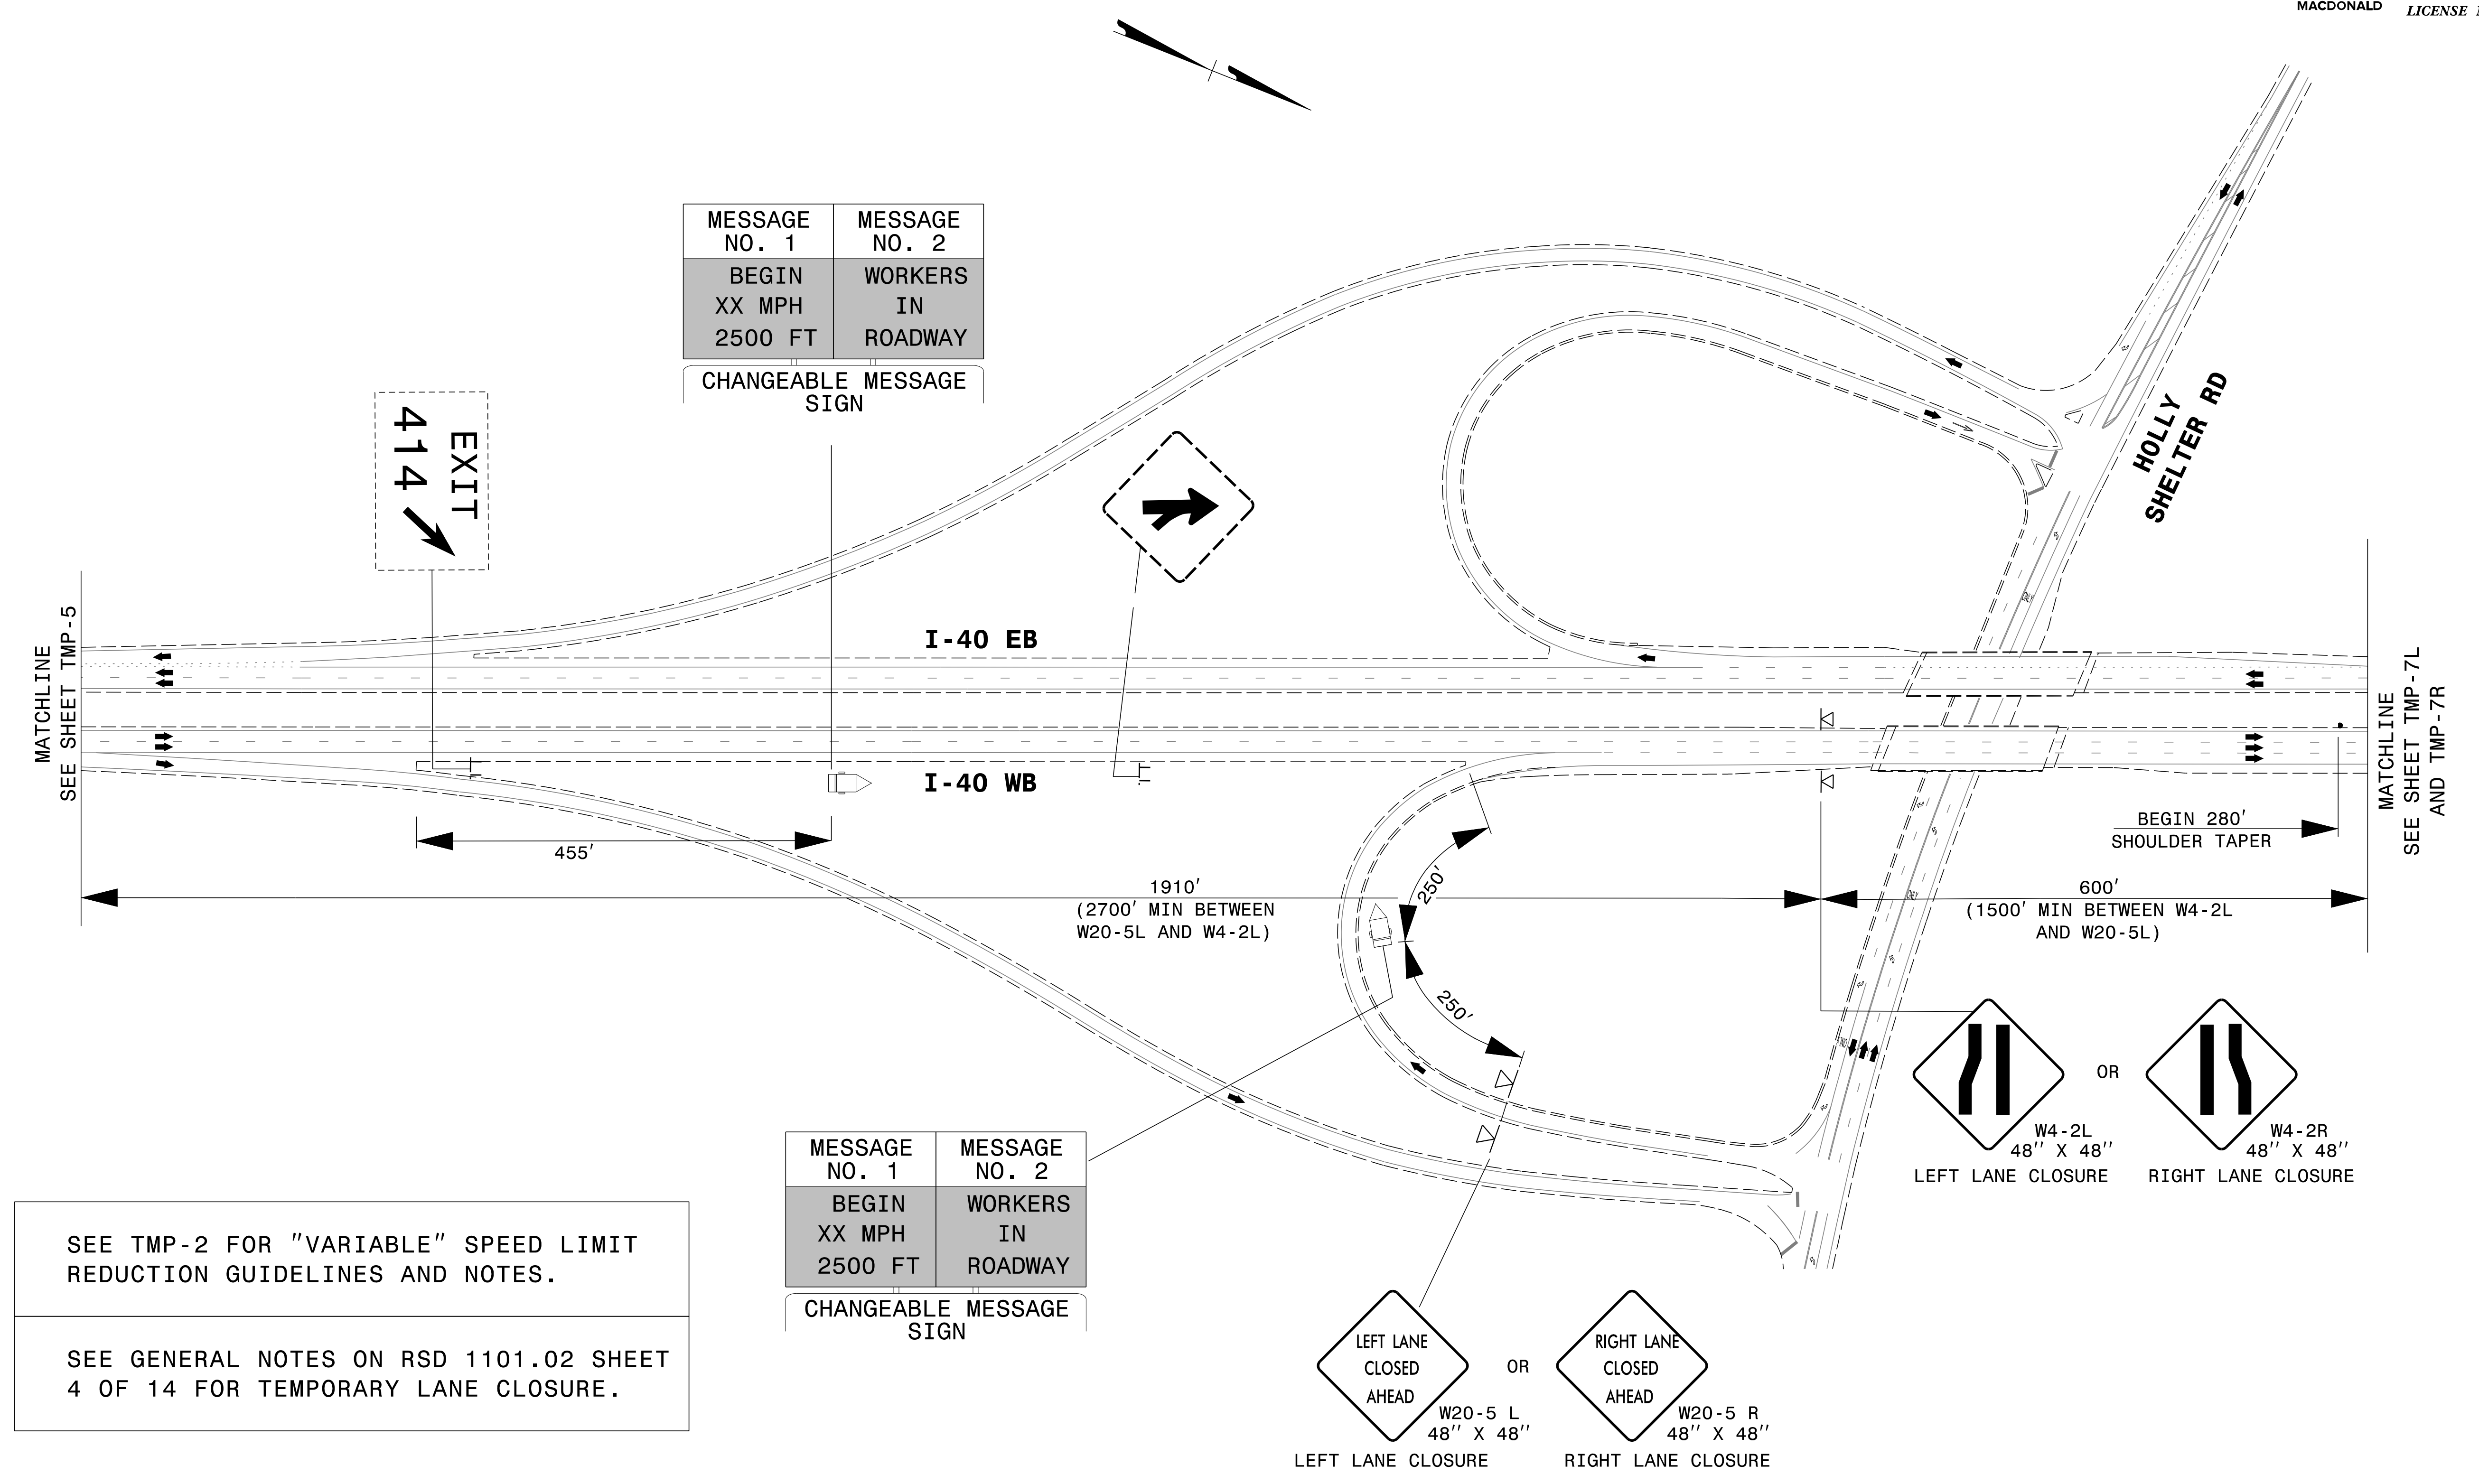 MACDONALD
LICENSE
MESSAGE
NO. 1
MESSAGE
NO. 2
BEGIN
XX MPH
2500 FT
WORKERS
IN
ROADWAY
CHANGEABLE MESSAGE
SIGN
EXIT
414
HOLLY
SHELTER RD
MATCHLINE
SEE SHEET TMP-5
I-40 EB
I-40 WB
ONLY
MATCHLINE
SEE SHEET TMP-7L
AND TMP-7R
BEGIN 280'
SHOULDER TAPER
455'
1910'
(2700' MIN BETWEEN
W20-5L AND W4-2L)
250'
250'
600'
(1500' MIN BETWEEN W4-2L
AND W20-5L)
ONLY
ONLY
OR
W4-2L
48" X 48"
LEFT LANE CLOSURE
W4-2R
48" X 48"
RIGHT LANE CLOSURE
MESSAGE
NO. 1
MESSAGE
NO. 2
BEGIN
XX MPH
2500 FT
WORKERS
IN
ROADWAY
CHANGEABLE MESSAGE
SIGN
SEE TMP-2 FOR "VARIABLE" SPEED LIMIT
REDUCTION GUIDELINES AND NOTES.
SEE GENERAL NOTES ON RSD 1101.02 SHEET
4 OF 14 FOR TEMPORARY LANE CLOSURE.
LEFT LANE
CLOSED
AHEAD
W20-5 L
48" X 48"
LEFT LANE CLOSURE
OR
RIGHT LANE
CLOSED
AHEAD
W20-5 R
48" X 48"
RIGHT LANE CLOSURE